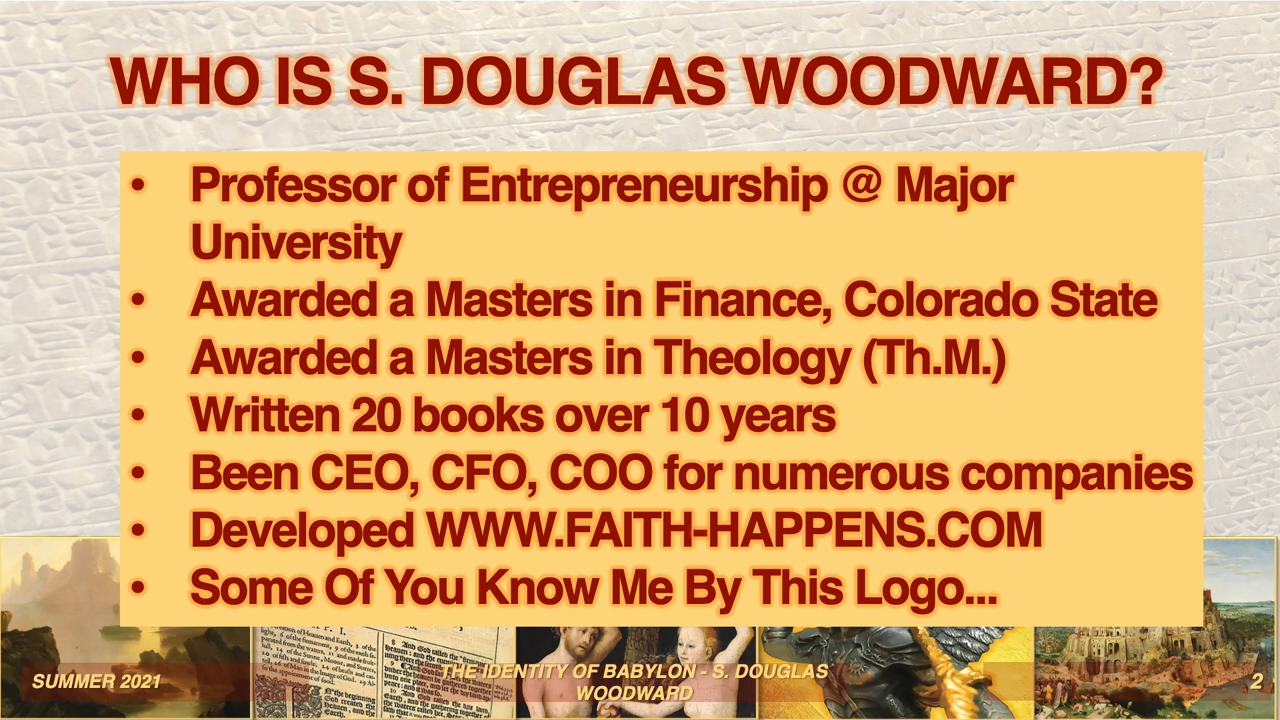 WHO IS S. DOUGLAS WOODWARD?
• Professor of Entrepreneurship @ Major
University
• Awarded a Masters in Finance, Colorado State
• Awarded a Masters in Theology (Th.M.)
• Written 20 books over 10 years
• Been CEO, CFO, COO for numerous companies
• Developed WWW.FAITH-HAPPENS.COM
• Some Of You Know Me By This Logo...
SUMMER 2021
THE IDENTITY OF BABYLON - S. DOUGLAS
WOODWARD
2